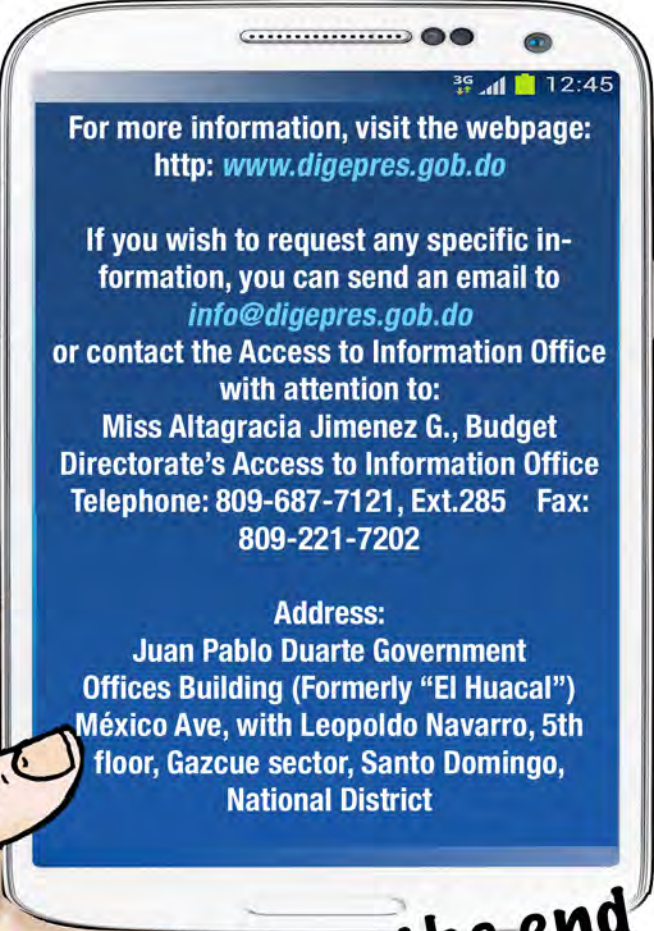 3G 12:45
For more information, visit the webpage:
http: www.digepres.gob.do
If you wish to request any specific in-
formation, you can send an email to
info@digepres.gob.do
or contact the Access to Information Office
with attention to:
Miss Altagracia Jimenez G., Budget
Directorate's Access to Information Office
Telephone: 809-687-7121, Ext.285 Fax:
809-221-7202
Address:
Juan Pablo Duarte Government
Offices Building (Formerly “El Huacal”)
México Ave, with Leopoldo Navarro, 5th
floor, Gazcue sector, Santo Domingo,
National District
the end